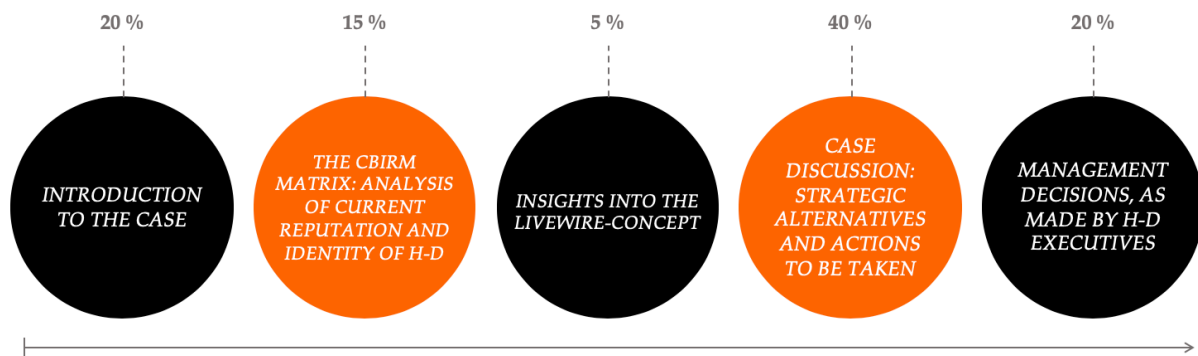 20 %
15 %
5 %
40 %
20 %
INTRODUCTION
TO THE CASE
THE CBIRM
MATRIX: ANALYSIS
OF CURRENT
REPUTATION AND
IDENTITY OF H-D
INSIGHTS INTO THE
LIVEWIRE-CONCEPT
CASE
DISCUSSION:
STRATEGIC
ALTERNATIVES
AND ACTIONS
TO BE TAKEN
MANAGEMENT
DECISIONS, AS
MADE BY H-D
EXECUTIVES